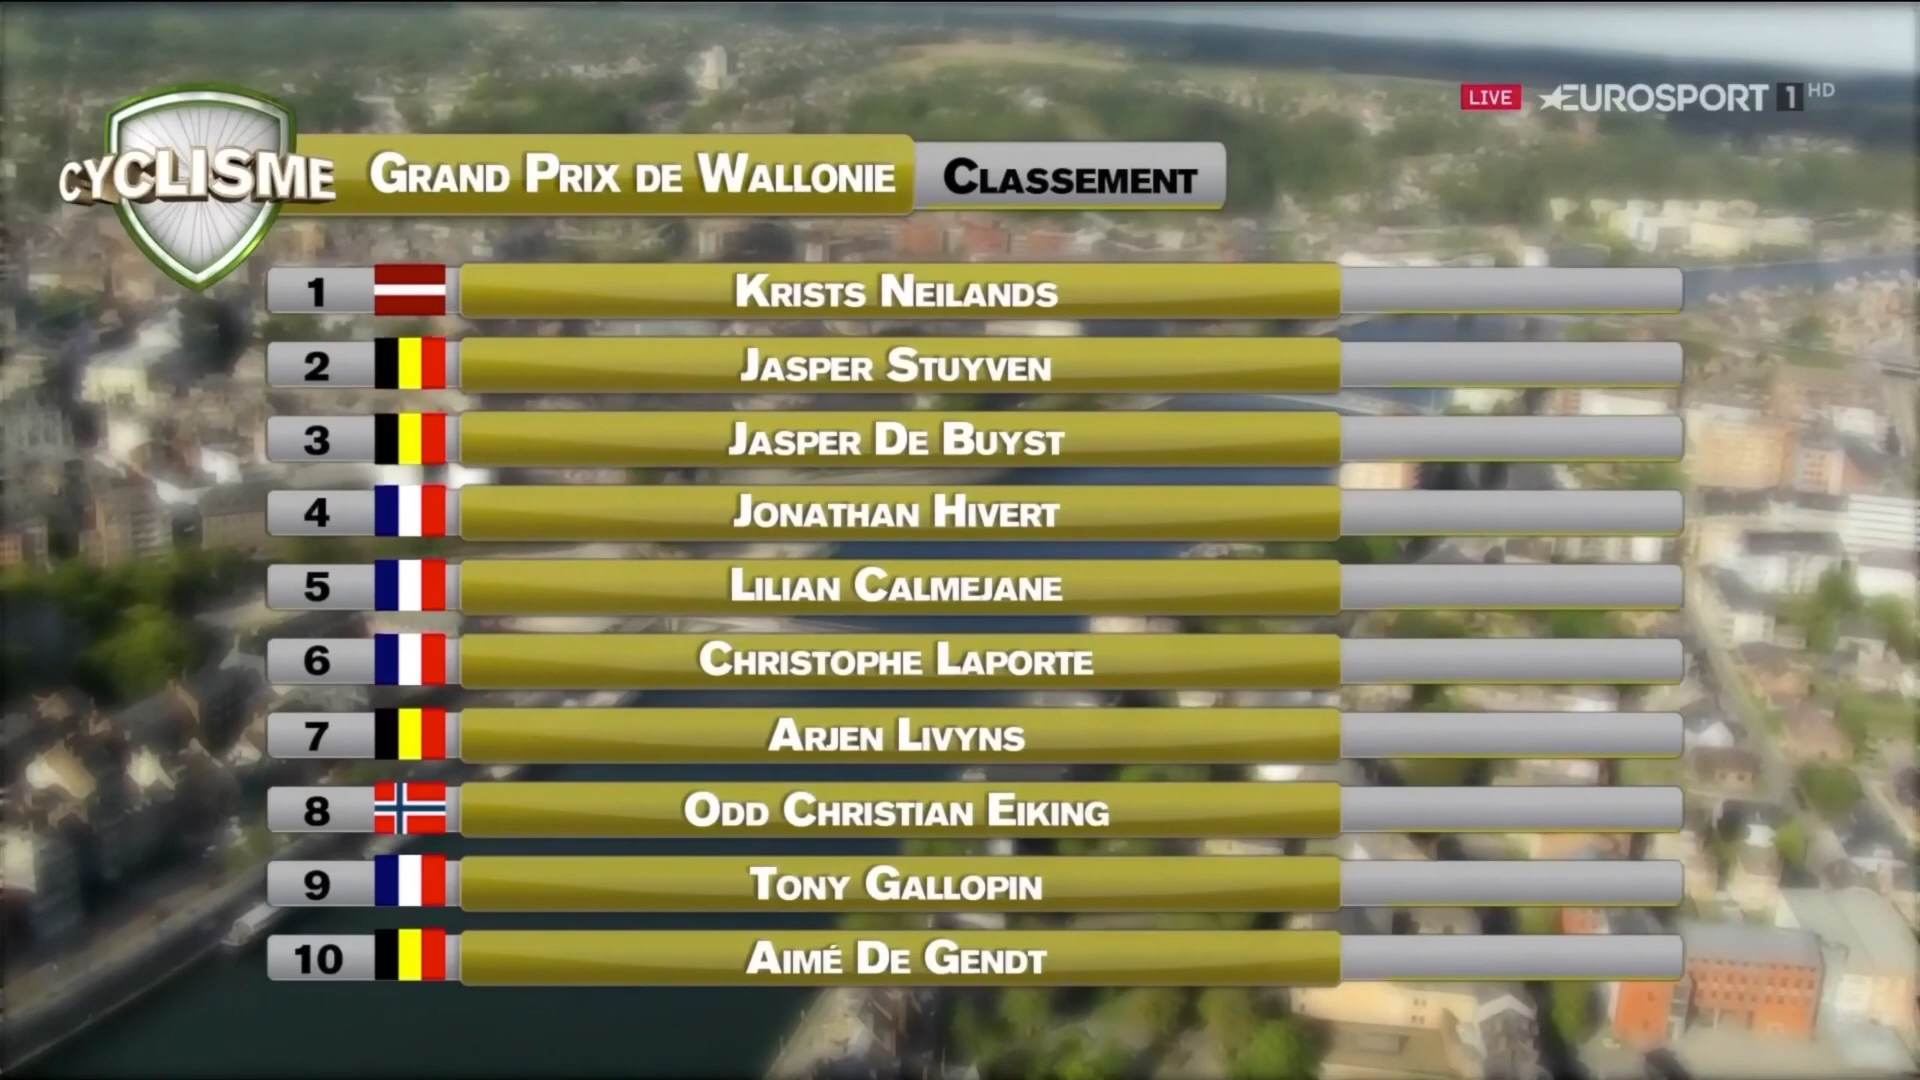 LIVE EUROSPORT 1 HD
CYCLISME GRAND PRIX DE WALLONIE CLASSEMENT
1 KRISTS NEILANDS
2 JASPER STUYVEN
3 JASPER DE BUYST
4 JONATHAN HIVERT
5 LILIAN CALMEJANE
6 CHRISTOPHE LAPORTE
7 ARJEN LIVYNS
8 ODD CHRISTIAN EIKING
9 TONY GALLOPIN
10 AIMÉ DE GENDT